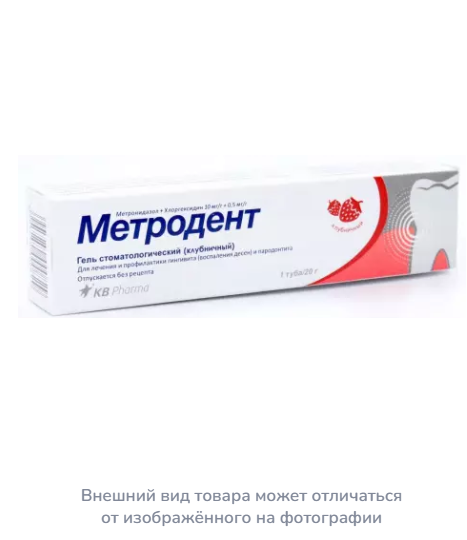 Метронидазол + Хлоргексидин 10 мг/г + 0,5 мг/г
Метродент
Гель стоматологический (клубничный)
Для лечения и профилактики гингивита (воспаления десен) и пародонтита
Отпускается без рецепта
KB Pharma
клубничный
1 туба/20 г
Внешний вид товара может отличаться
от изображённого на фотографии